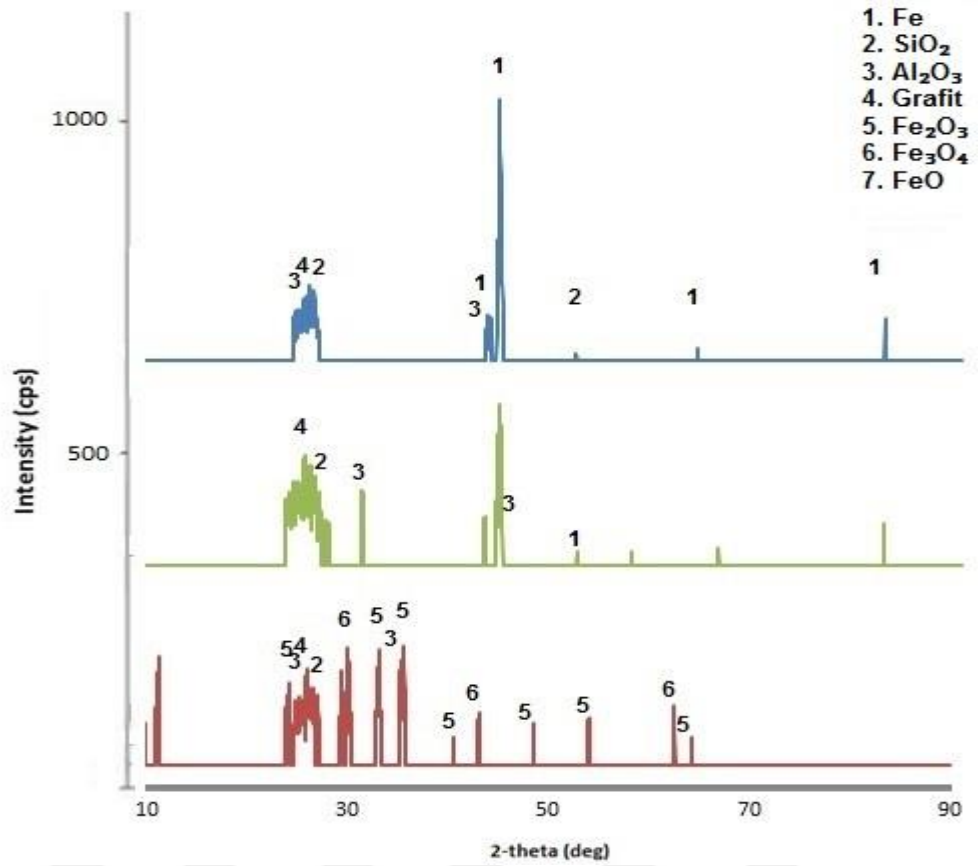 1. Fe
2. SiO₂
3. Al₂O₃
4. Grafit
5. Fe₂O₃
6. Fe₃O₄
7. FeO
1
1000
4 2
3
1
3
2
1
1
500
4
2
3
3
1
5 4
3 2
6
5
5
3
5
6
5
5
6
5
Intensity (cps)
10 30 50 70 90
2-theta (deg)